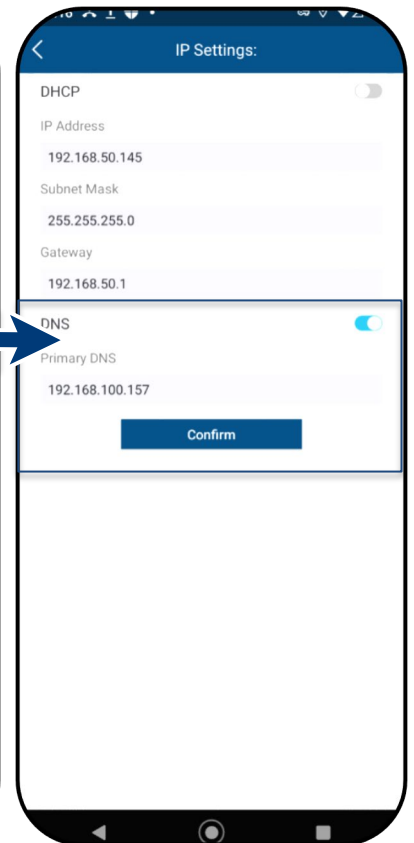 IP Settings:
DHCP
IP Address
192.168.50.145
Subnet Mask
255.255.255.0
Gateway
192.168.50.1
DNS
Primary DNS
192.168.100.157
Confirm